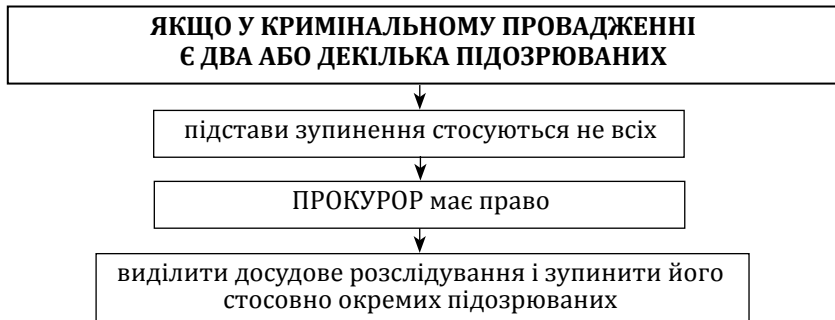 ЯКЩО У КРИМІНАЛЬНОМУ ПРОВАДЖЕННІ
Є ДВА АБО ДЕКІЛЬКА ПІДОЗРЮВАНИХ
підстави зупинення стосуються не всіх
ПРОКУРОР має право
виділити досудове розслідування і зупинити його
стосовно окремих підозрюваних